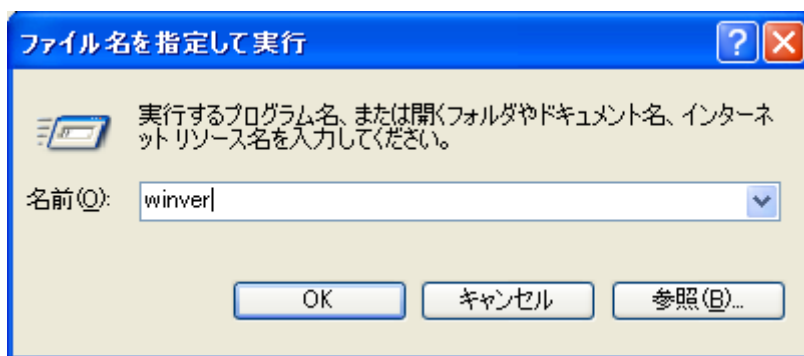 ファイル名を指定して実行
実行するプログラム名、または開くフォルダやドキュメント名、インターネ
ット リソース名を入力してください。
名前(O):
winver
OK
キャンセル
参照(B)...